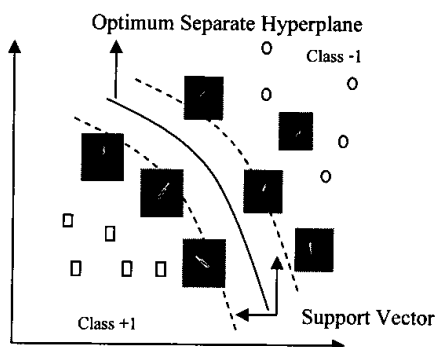 Optimum Separate Hyperplane
Class -1
Support Vector
Class +1